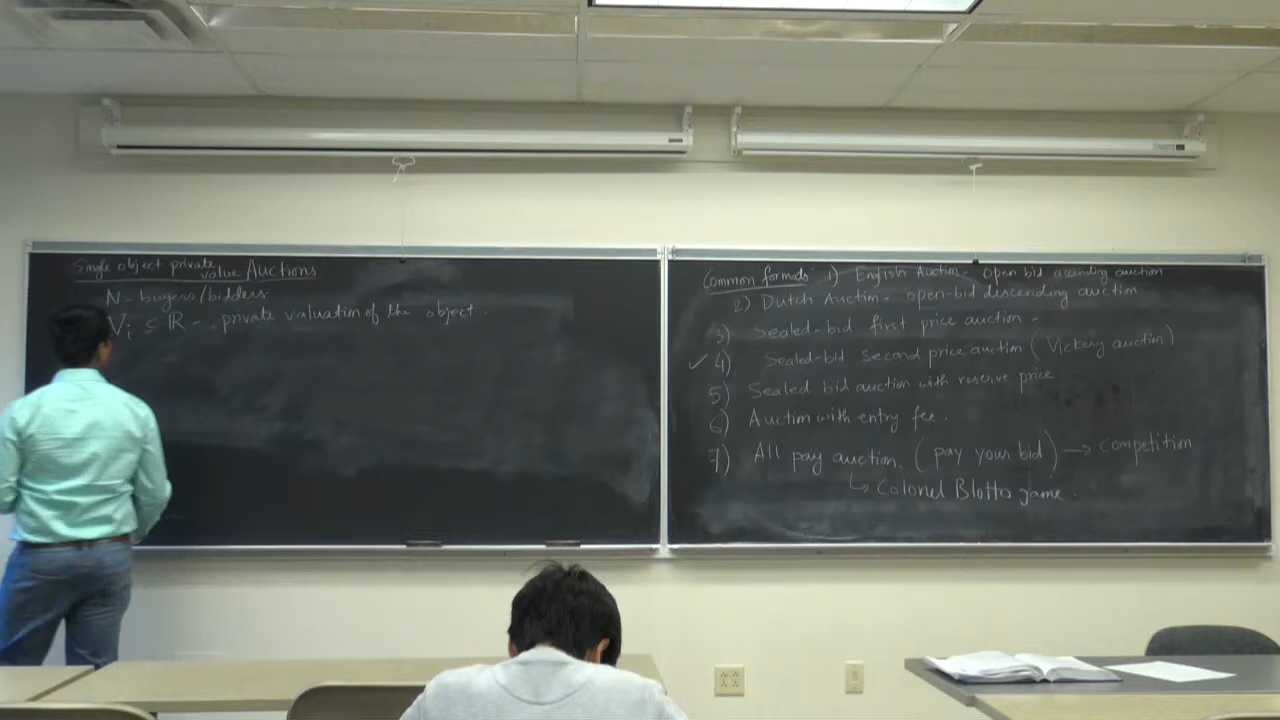 Single object private value Auctions
N - buyers/bidders
Vi ≤ ℝ - private valuation of the object.
Common formats: 1) English Auction - Open bid ascending auction
2) Dutch Auction - open-bid descending auction
3) Sealed-bid first price auction -
✓ 4) Sealed-bid second price auction (Vickery auction)
5) Sealed bid auction with reserve price
6) Auction with entry fee.
7) All pay auction. (pay your bid) → competition
↳ Colonel Blotto game.